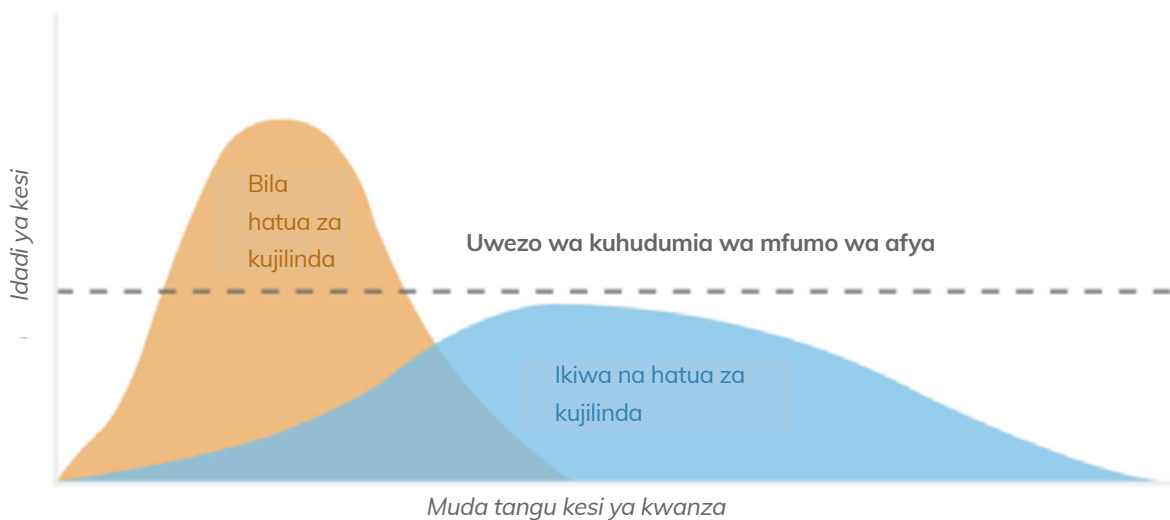 Idadi ya kesi
Bila
hatua za
kujilinda
Uwezo wa kuhudumia wa mfumo wa afya
Ikiwa na hatua za
kujilinda
Muda tangu kesi ya kwanza